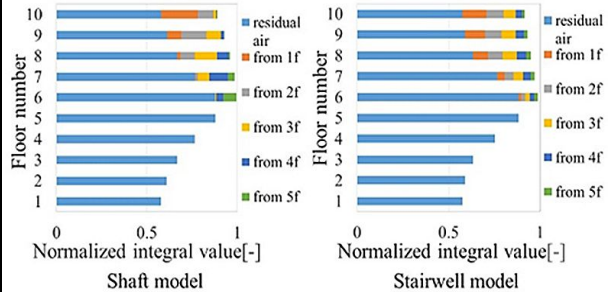 Floor number
10
9
8
7
6
5
4
3
2
1
0 0.5 1
Normalized integral value[-]
Shaft model
residual
air
from 1f
from 2f
from 3f
from 4f
from 5f
Floor number
10
9
8
7
6
5
4
3
2
1
0 0.5 1
Normalized integral value[-]
Stairwell model
residual
air
from 1f
from 2f
from 3f
from 4f
from 5f